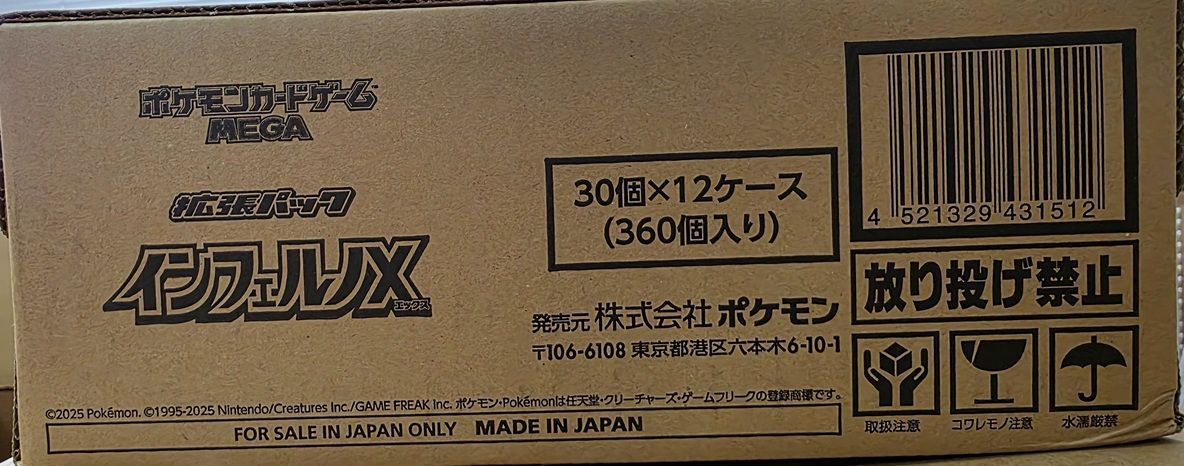 ポケモンカードゲーム
MEGA
拡張パック
インフェルノX
エックス
30個×12ケース
(360個入り)
発売元 株式会社 ポケモン
〒106-6108 東京都港区六本木6-10-1
©2025 Pokémon. ©1995-2025 Nintendo/Creatures Inc./GAME FREAK Inc. ポケモン・Pokémonは任天堂・クリーチャーズ・ゲームフリークの登録商標です。
FOR SALE IN JAPAN ONLY MADE IN JAPAN
4 521329 431512
放り投げ禁止
取扱注意
コワレモノ注意
水濡厳禁